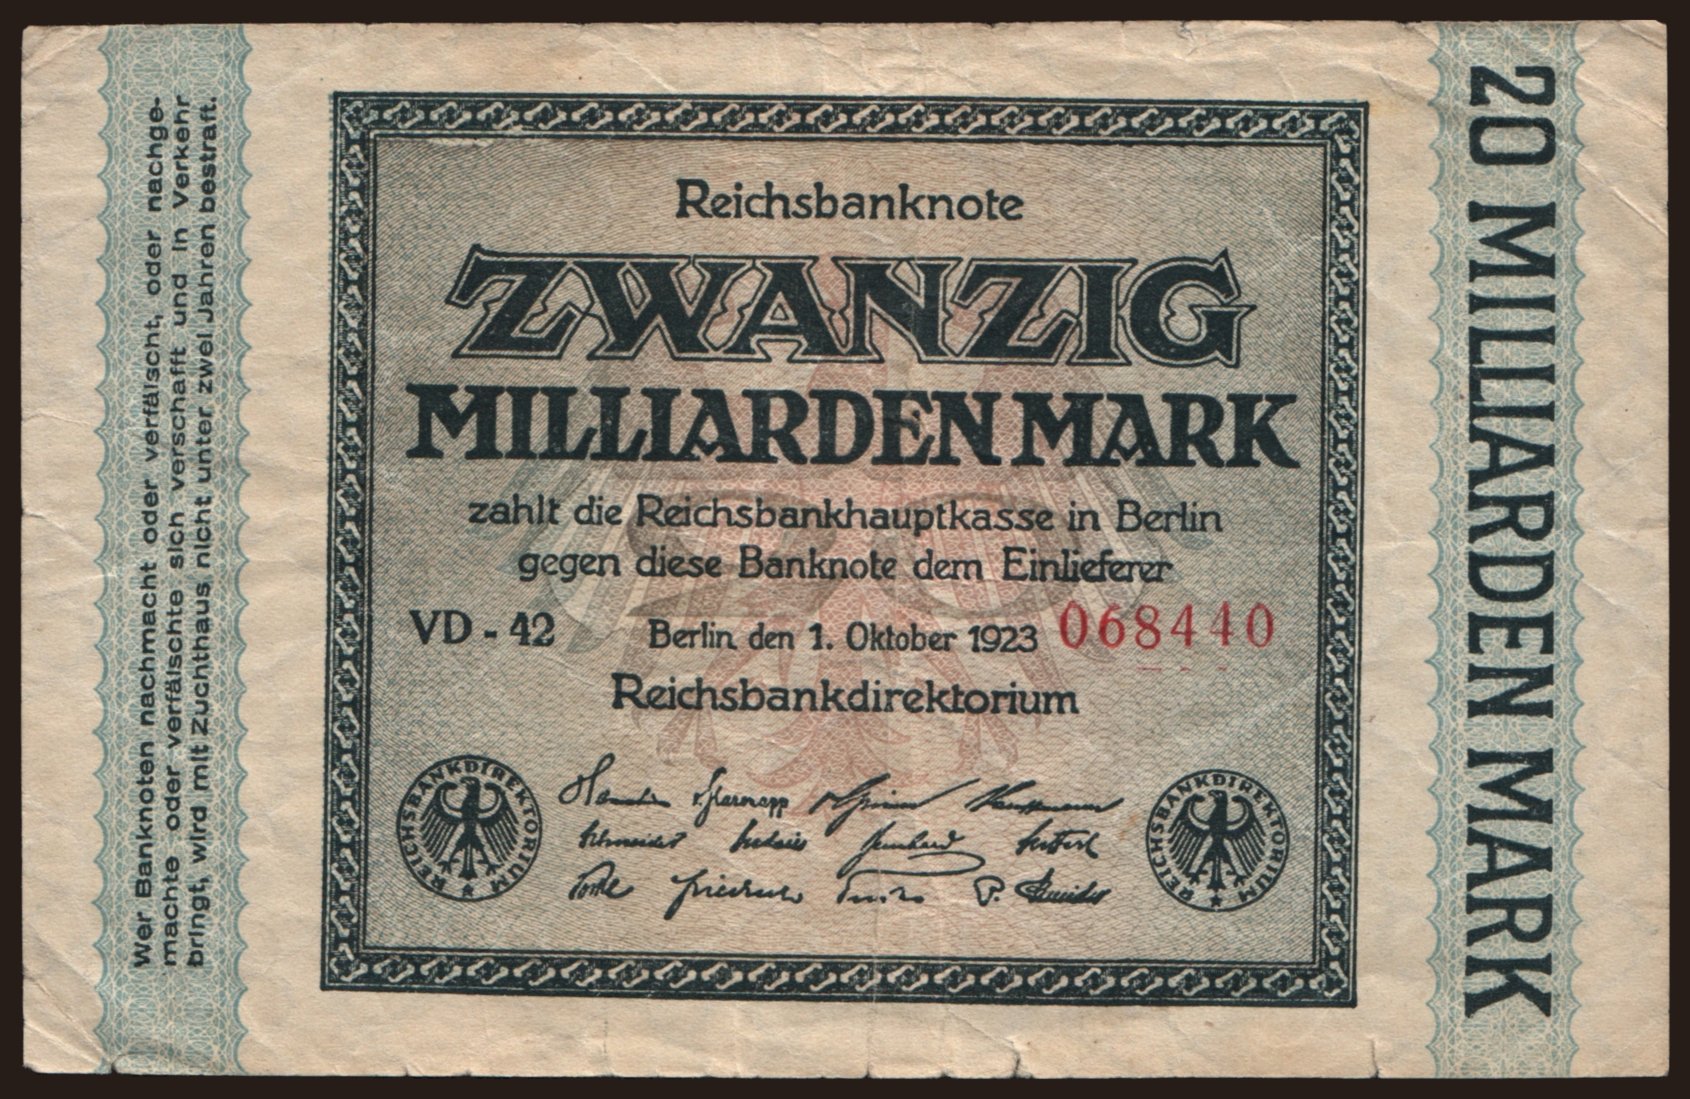 Wer Banknoten nachmacht oder verfälscht, oder nachge-
machte oder verfälschte sich verschafft und in Verkehr
bringt, wird mit Zuchthaus nicht unter zwei Jahren bestraft.
Reichsbanknote
ZWANZIG
MILLIARDEN MARK
zahlt die Reichsbankhauptkasse in Berlin
gegen diese Banknote dem Einlieferer
VD - 42 Berlin, den 1. Oktober 1923 068440
Reichsbankdirektorium
REICHSBANKDIREKTORIUM
REICHSBANKDIREKTORIUM
20 MILLIARDEN MARK